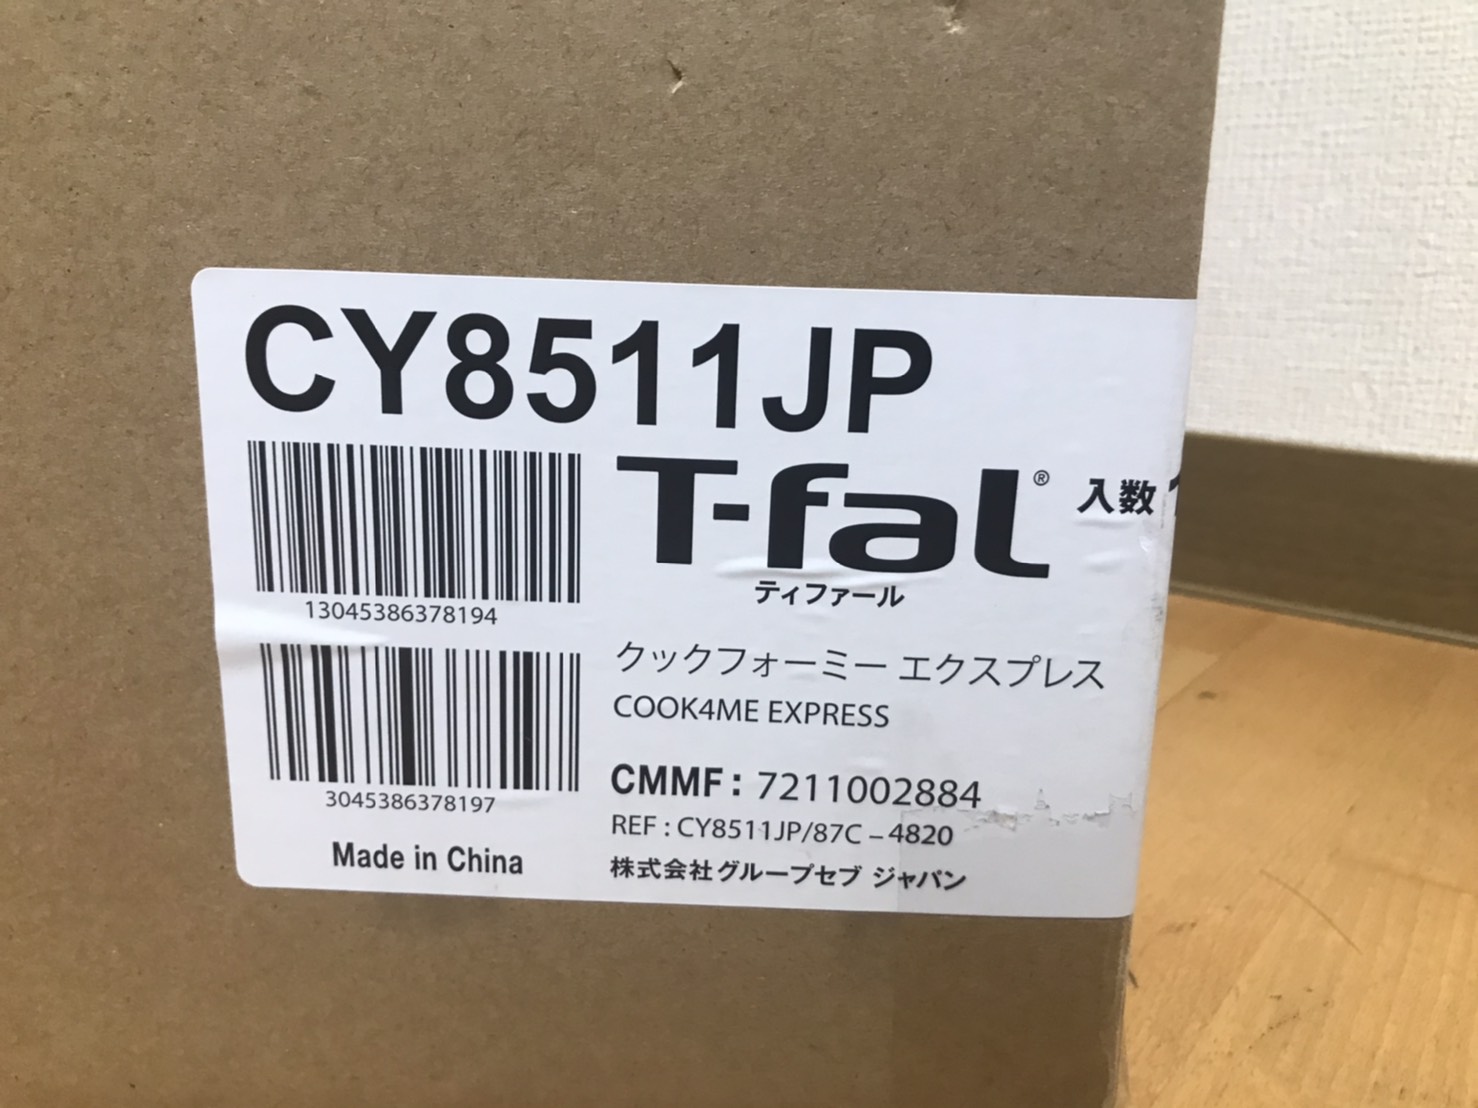 CY8511JP
T-fal®
入数 1
ティファール
13045386378194
クックフォーミー エクスプレス
COOK4ME EXPRESS
CMMF : 7211002884
3045386378197
REF : CY8511JP/87C – 4820
Made in China
株式会社グループセブ ジャパン